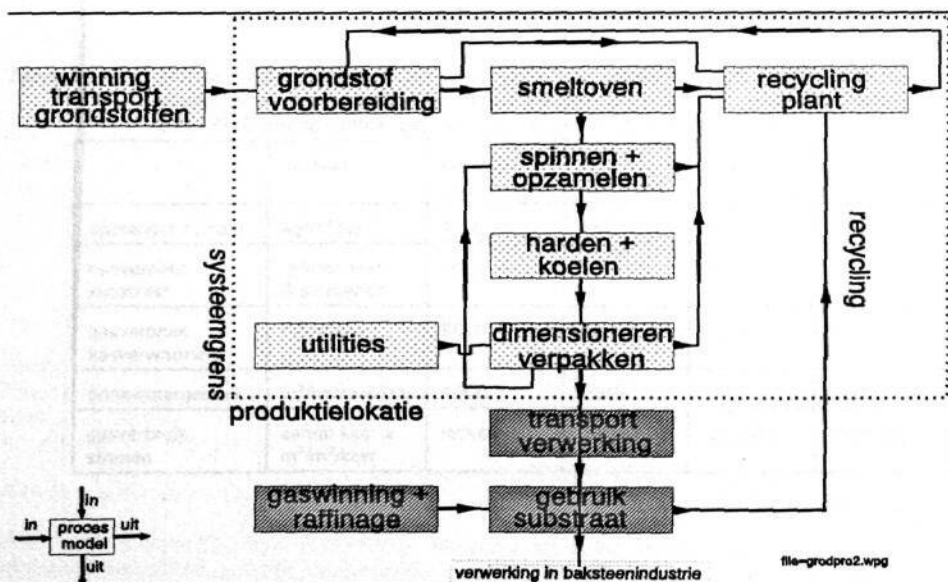 winning
transport
grondstoffen
grondstof
voorbereiding
smeltoven
recycling
plant
spinnen +
opzamelen
harden +
koelen
utilities
dimensioneren
verpakken
systeemgrens
recycling
produktielokatie
transport
verwerking
gaswinning +
raffinage
gebruik
substraat
in
in
proces
model
uit
uit
verwerking in baksteenindustrie
file=grodpro2.wpg